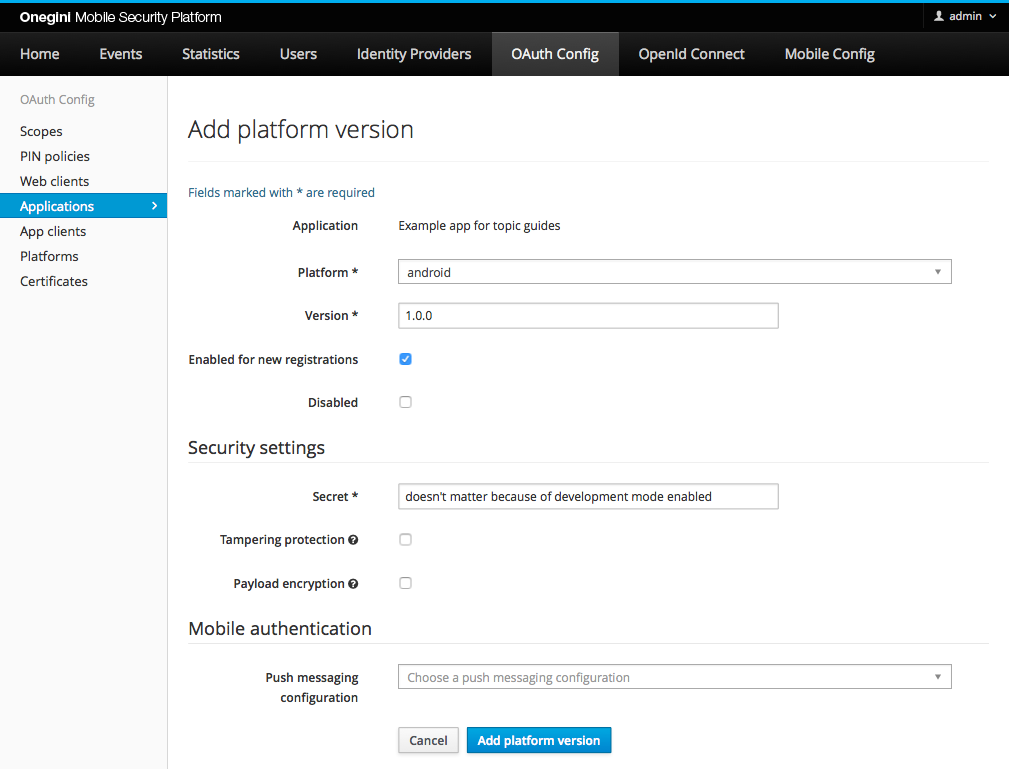 Onegini Mobile Security Platform
admin
Home Events Statistics Users Identity Providers OAuth Config OpenId Connect Mobile Config
OAuth Config
Scopes
PIN policies
Web clients
Applications
App clients
Platforms
Certificates
Add platform version
Fields marked with * are required
Application Example app for topic guides
Platform * android
Version * 1.0.0
Enabled for new registrations
Disabled
Security settings
Secret * doesn't matter because of development mode enabled
Tampering protection ?
Payload encryption ?
Mobile authentication
Push messaging
configuration
Choose a push messaging configuration
Cancel Add platform version